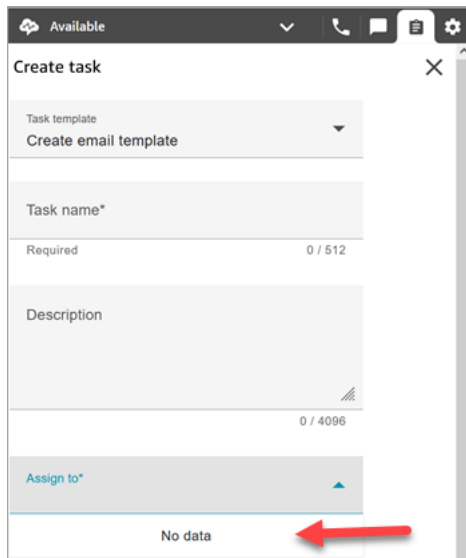 Available
Create task
Task template
Create email template
Task name*
Required 0 / 512
Description
0 / 4096
Assign to*
No data